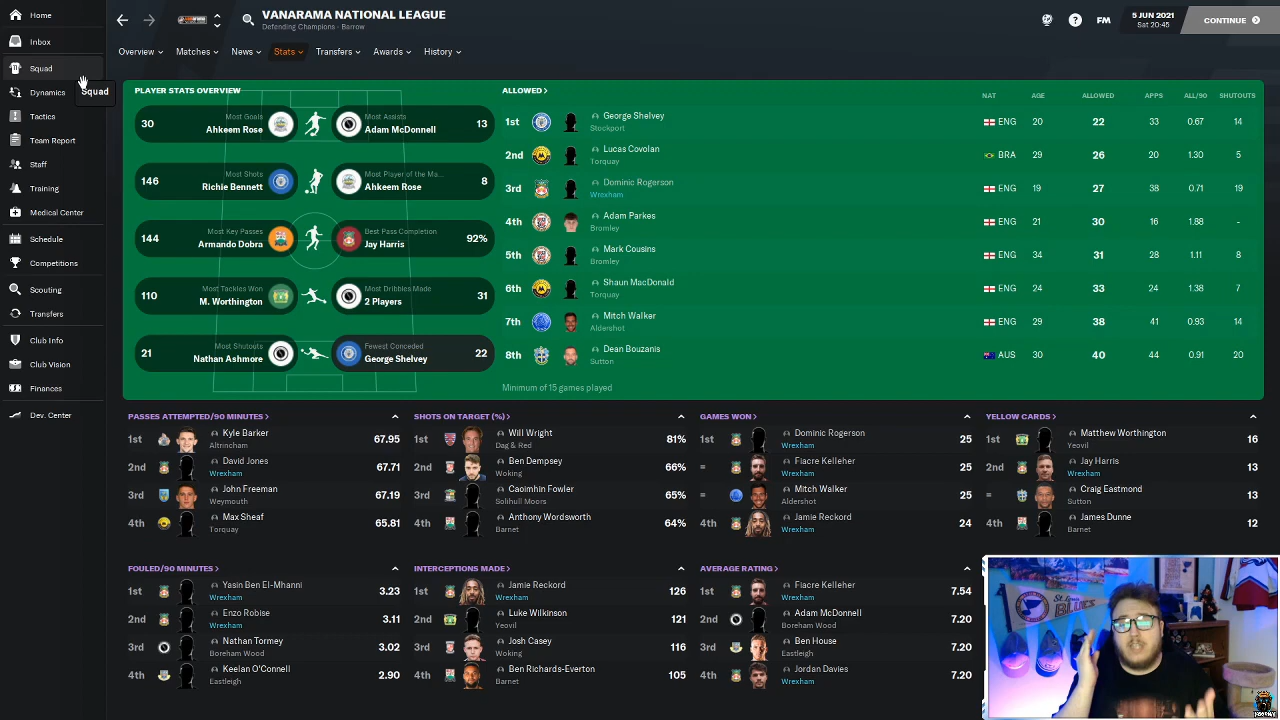 Home
Inbox
Squad
Dynamics
Squad
Tactics
Team Report
Staff
Training
Medical Center
Schedule
Competitions
Scouting
Transfers
Club Info
Club Vision
Finances
Dev. Center
VANARAMA NATIONAL LEAGUE
Defending Champions - Barrow
FM
5 JUN 2021
Sat 20:45
CONTINUE
Overview Matches News Stats Transfers Awards History
PLAYER STATS OVERVIEW
30 Most Goals
Ahkeem Rose
Most Assists 13
Adam McDonnell
146 Most Shots
Richie Bennett
Most Player of the Ma... 8
Ahkeem Rose
144 Most Key Passes
Armando Dobra
Best Pass Completion 92%
Jay Harris
110 Most Tackles Won
M. Worthington
Most Dribbles Made 31
2 Players
21 Most Shutouts
Nathan Ashmore
Fewest Conceded 22
George Shelvey
ALLOWED NAT AGE ALLOWED APPS ALL/90 SHUTOUTS
1st George Shelvey ENG 20 22 33 0.67 14
Stockport
2nd Lucas Covolan BRA 29 26 20 1.30 5
Torquay
3rd Dominic Rogerson ENG 19 27 38 0.71 19
Wrexham
4th Adam Parkes ENG 21 30 16 1.88 -
Bromley
5th Mark Cousins ENG 34 31 28 1.11 8
Bromley
6th Shaun MacDonald ENG 24 33 24 1.38 7
Torquay
7th Mitch Walker ENG 29 38 41 0.93 14
Aldershot
8th Dean Bouzanis AUS 30 40 44 0.91 20
Sutton
Minimum of 15 games played
PASSES ATTEMPTED/90 MINUTES
1st Kyle Barker 67.95
Altrincham
2nd David Jones 67.71
Wrexham
3rd John Freeman 67.19
Weymouth
4th Max Sheaf 65.81
Torquay
SHOTS ON TARGET (%)
1st Will Wright 81%
Dag & Red
2nd Ben Dempsey 66%
Woking
3rd Caoimhin Fowler 65%
Solihull Moors
4th Anthony Wordsworth 64%
Barnet
GAMES WON
1st Dominic Rogerson 25
Wrexham
= Fiacre Kelleher 25
Wrexham
= Mitch Walker 25
Aldershot
4th Jamie Reckord 24
Wrexham
YELLOW CARDS
1st Matthew Worthington 16
Yeovil
2nd Jay Harris 13
Wrexham
= Craig Eastmond 13
Sutton
4th James Dunne 12
Barnet
FOULED/90 MINUTES
1st Yasin Ben El-Mhanni 3.23
Wrexham
2nd Enzo Robise 3.11
Wrexham
3rd Nathan Tormey 3.02
Boreham Wood
4th Keelan O'Connell 2.90
Eastleigh
INTERCEPTIONS MADE
1st Jamie Reckord 126
Wrexham
2nd Luke Wilkinson 121
Yeovil
3rd Josh Casey 116
Woking
4th Ben Richards-Everton 105
Barnet
AVERAGE RATING
1st Fiacre Kelleher 7.54
Wrexham
2nd Adam McDonnell 7.20
Boreham Wood
3rd Ben House 7.20
Eastleigh
4th Jordan Davies 7.20
Wrexham
St. Louis
BLUES